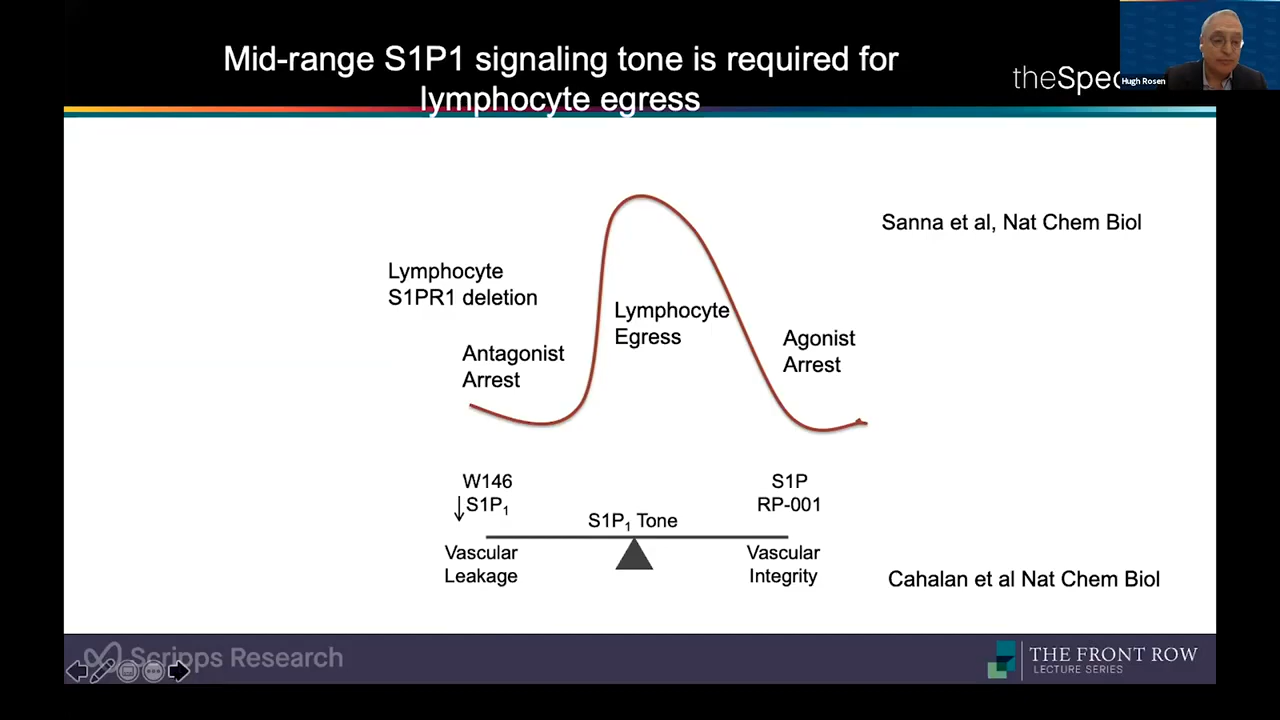 Mid-range S1P1 signaling tone is required for
lymphocyte egress
theSpec
Hugh Rosen
Sanna et al, Nat Chem Biol
Lymphocyte
S1PR1 deletion
Lymphocyte
Egress
Antagonist
Arrest
Agonist
Arrest
W146
↓S1P₁
S1P
RP-001
S1P₁ Tone
Vascular
Leakage
Vascular
Integrity
Cahalan et al Nat Chem Biol
Scripps Research
THE FRONT ROW
LECTURE SERIES